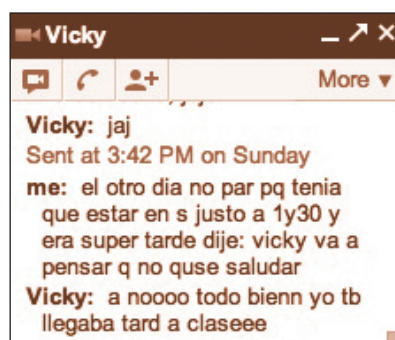 Vicky
More
Vicky: jaj
Sent at 3:42 PM on Sunday
me: el otro dia no par pq tenia
que estar en s justo a 1y30 y
era super tarde dije: vicky va a
pensar q no quse saludar
Vicky: a noooo todo bienn yo tb
llegaba tard a claseee